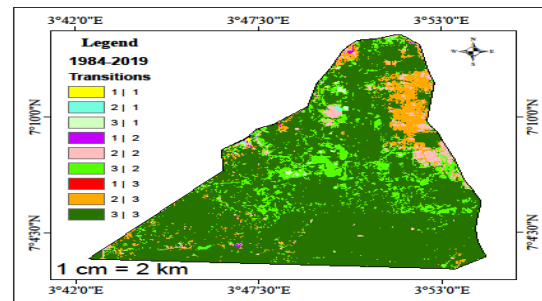 3°42'0"E 3°47'30"E 3°53'0"E
Legend
1984-2019
Transitions
1 | 1
2 | 1
3 | 1
1 | 2
2 | 2
3 | 2
1 | 3
2 | 3
3 | 3
N
W E
S
7°10'0"N 7°10'0"N
7°4'30"N 7°4'30"N
1 cm = 2 km
3°42'0"E 3°47'30"E 3°53'0"E